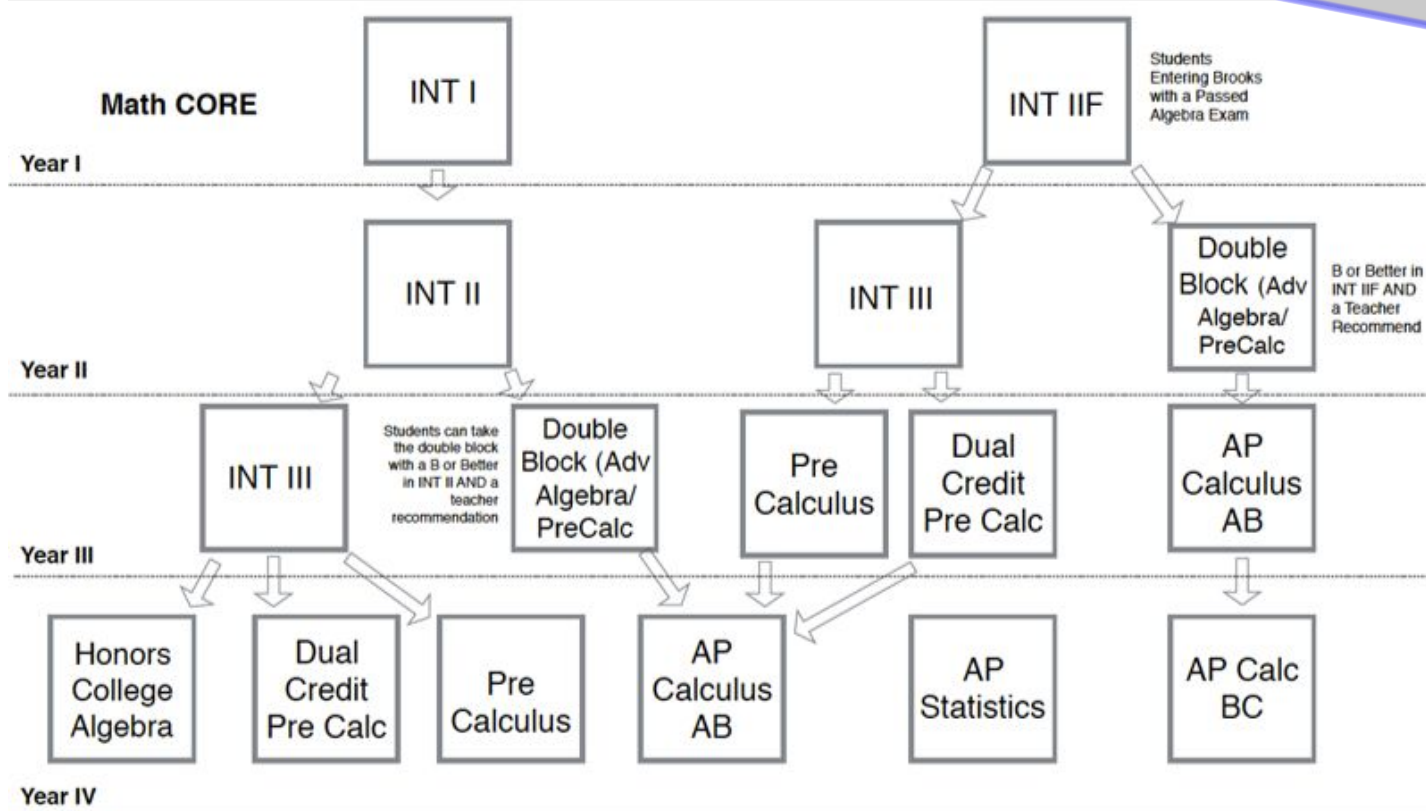 INT I
INT IIF
Students
Entering Brooks
with a Passed
Algebra Exam
Math CORE
Year I
INT II
INT III
Double
Block (Adv
Algebra/
PreCalc
B or Better in
INT IIF AND
a Teacher
Recommend
Year II
INT III
Students can take
the double block
with a B or Better
in INT II AND a
teacher
recommendation
Double
Block (Adv
Algebra/
PreCalc
Pre
Calculus
Dual
Credit
Pre Calc
AP
Calculus
AB
Year III
Honors
College
Algebra
Dual
Credit
Pre Calc
Pre
Calculus
AP
Calculus
AB
AP
Statistics
AP Calc
BC
Year IV